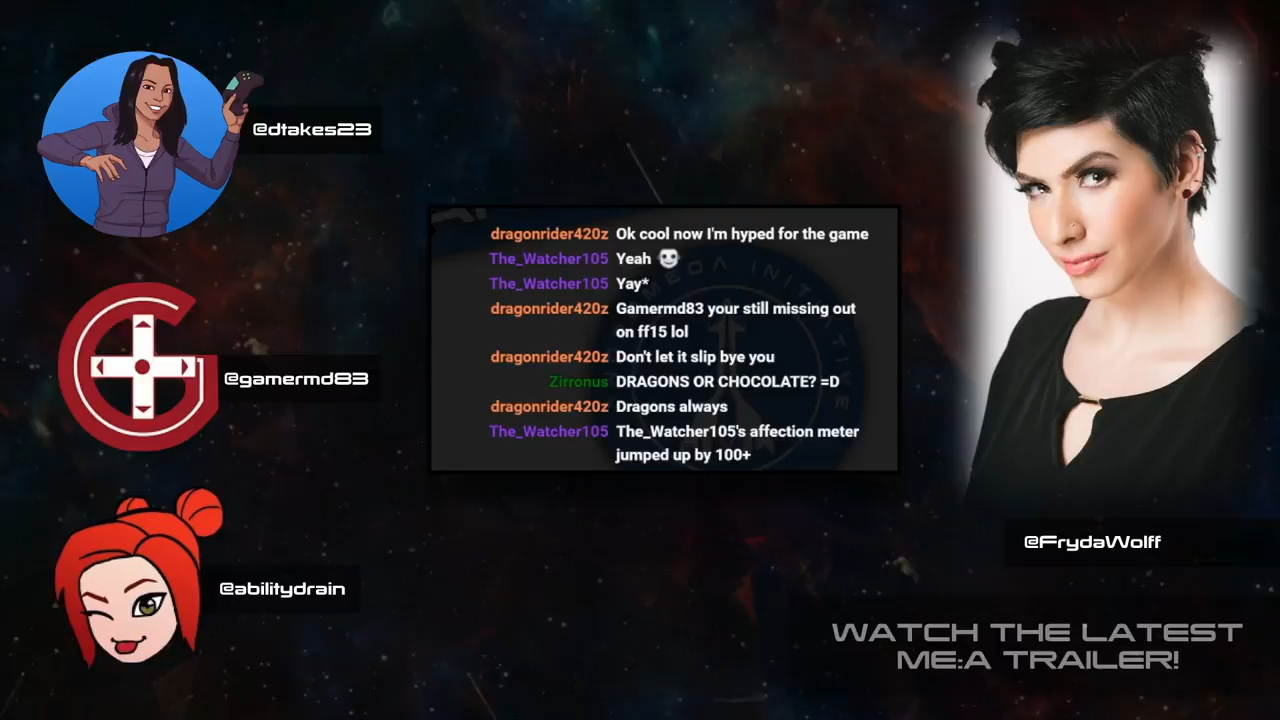 @dtakes23
@gamermd83
@abilitydrain
dragonrider420z Ok cool now I'm hyped for the game
The_Watcher105 Yeah
The_Watcher105 Yay*
dragonrider420z Gamermd83 your still missing out
on ff15 lol
dragonrider420z Don't let it slip bye you
Zirronus DRAGONS OR CHOCOLATE? =D
dragonrider420z Dragons always
The_Watcher105 The_Watcher105's affection meter
jumped up by 100+
@FrydaWolff
WATCH THE LATEST
ME:A TRAILER!